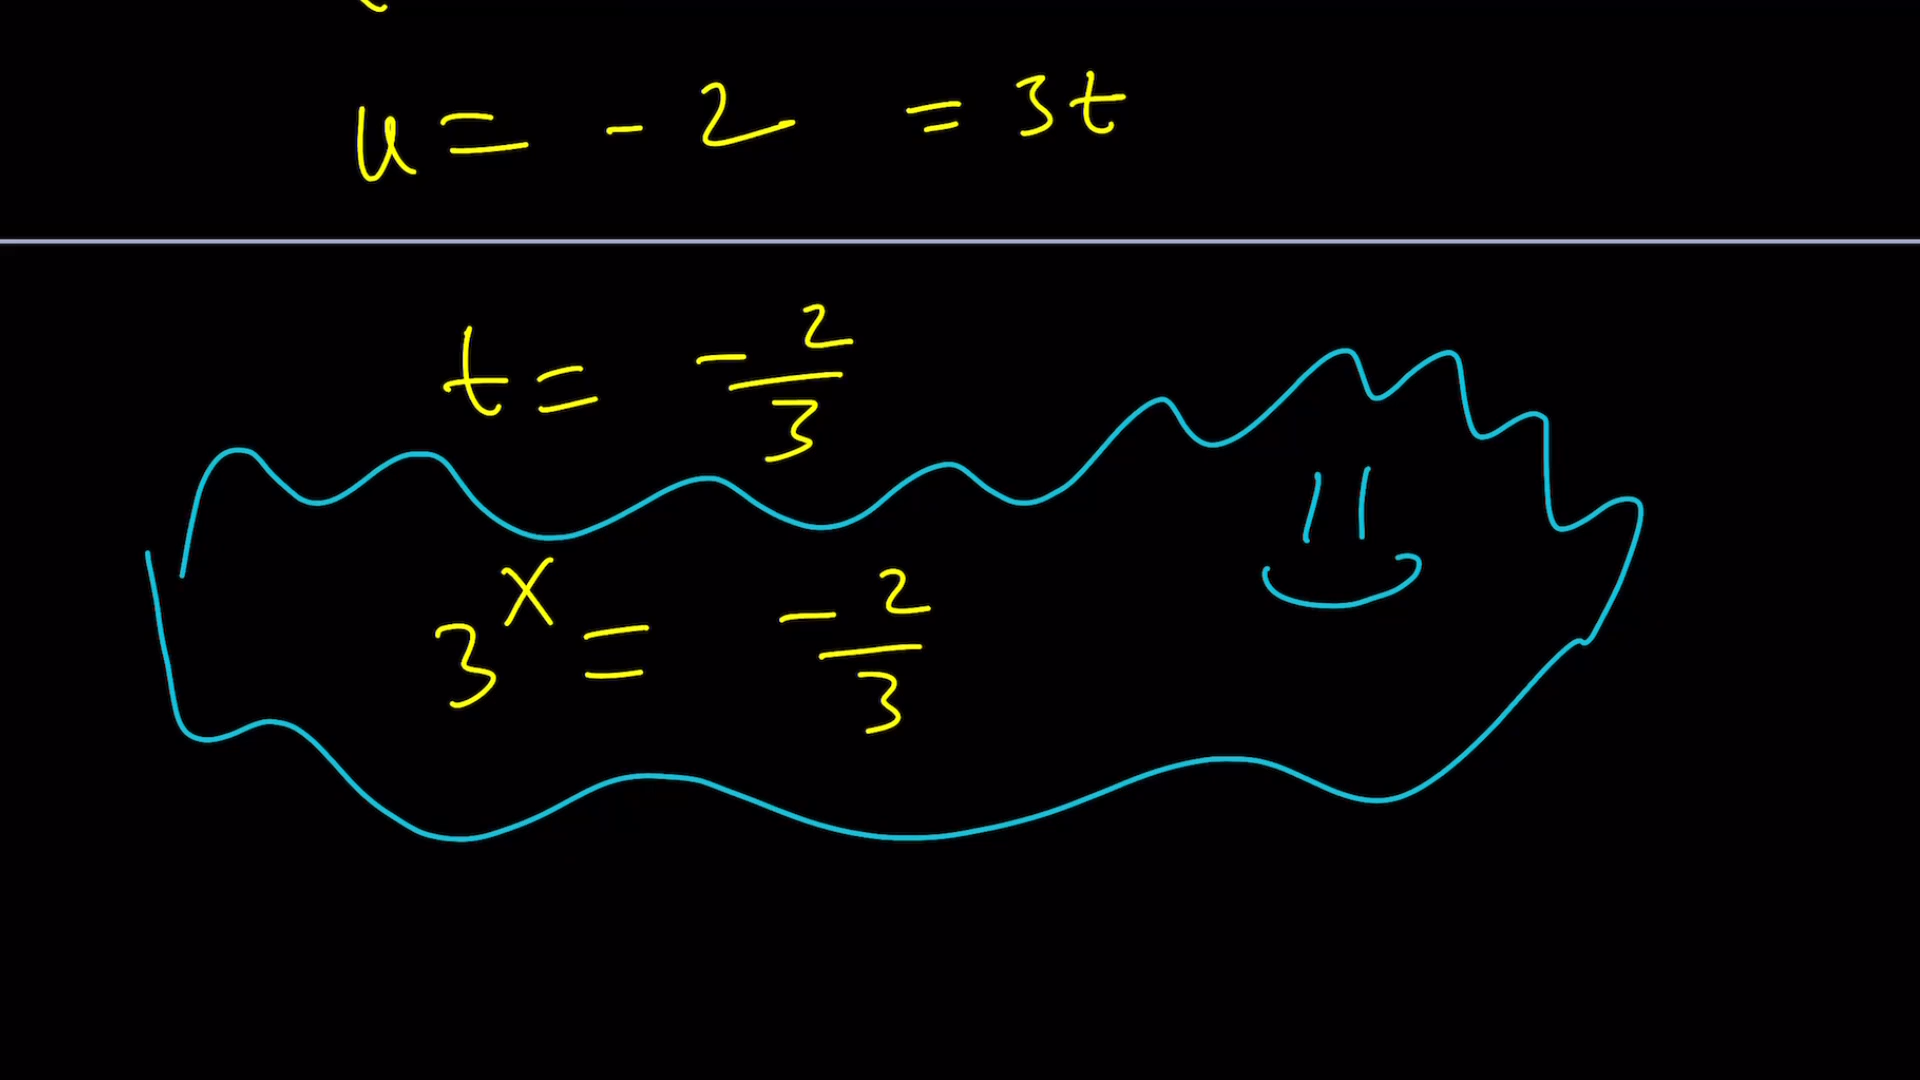 u = -2 = 3t
t = -2/3
3^x = -2/3